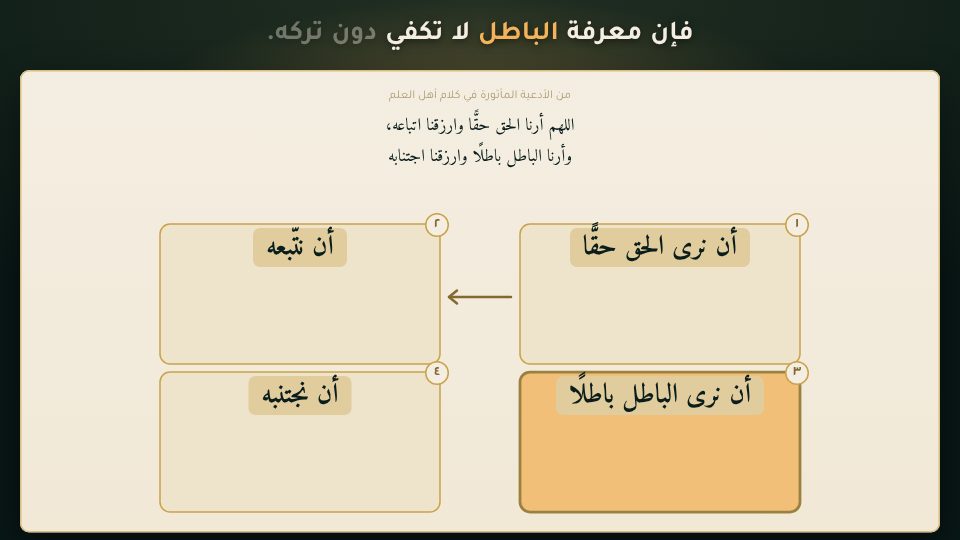 فإن معرفة الباطل لا تكفي دون تركه.
من الأدعية المأثورة في كلام أهل العلم
اللهم أرنا الحق حقًّا وارزقنا اتباعه،
وأرنا الباطل باطلًا وارزقنا اجتنابه
١
أن نرى الحق حقًّا
٢
أن نتّبعه
٣
أن نرى الباطل باطلًا
٤
أن نجتنبه